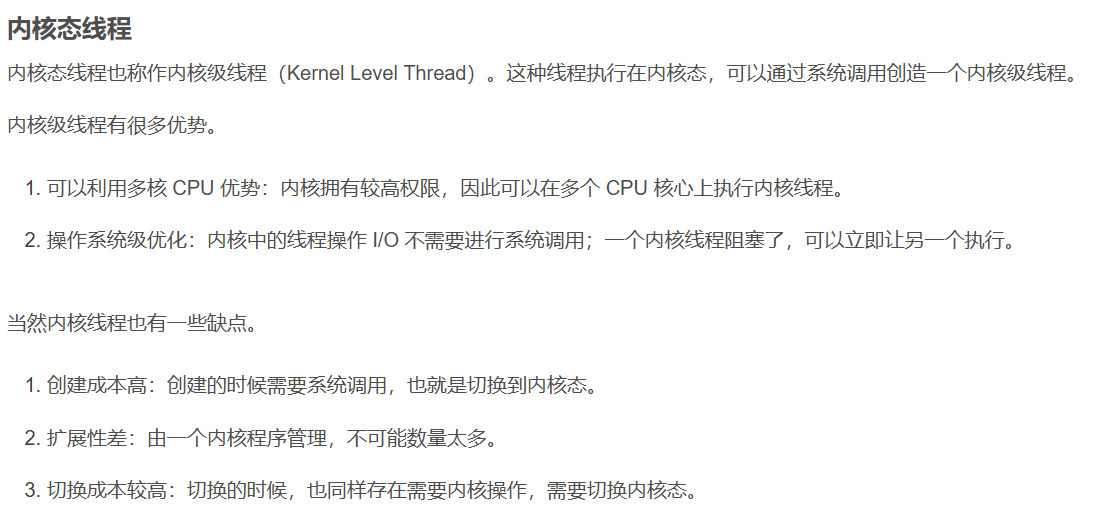 内核态线程
内核态线程也称作内核级线程（Kernel Level Thread）。这种线程执行在内核态，可以通过系统调用创造一个内核级线程。
内核级线程有很多优势。
1. 可以利用多核 CPU 优势：内核拥有较高权限，因此可以在多个 CPU 核心上执行内核线程。
2. 操作系统级优化：内核中的线程操作 I/O 不需要进行系统调用；一个内核线程阻塞了，可以立即让另一个执行。
当然内核线程也有一些缺点。
1. 创建成本高：创建的时候需要系统调用，也就是切换到内核态。
2. 扩展性差：由一个内核程序管理，不可能数量太多。
3. 切换成本较高：切换的时候，也同样存在需要内核操作，需要切换内核态。